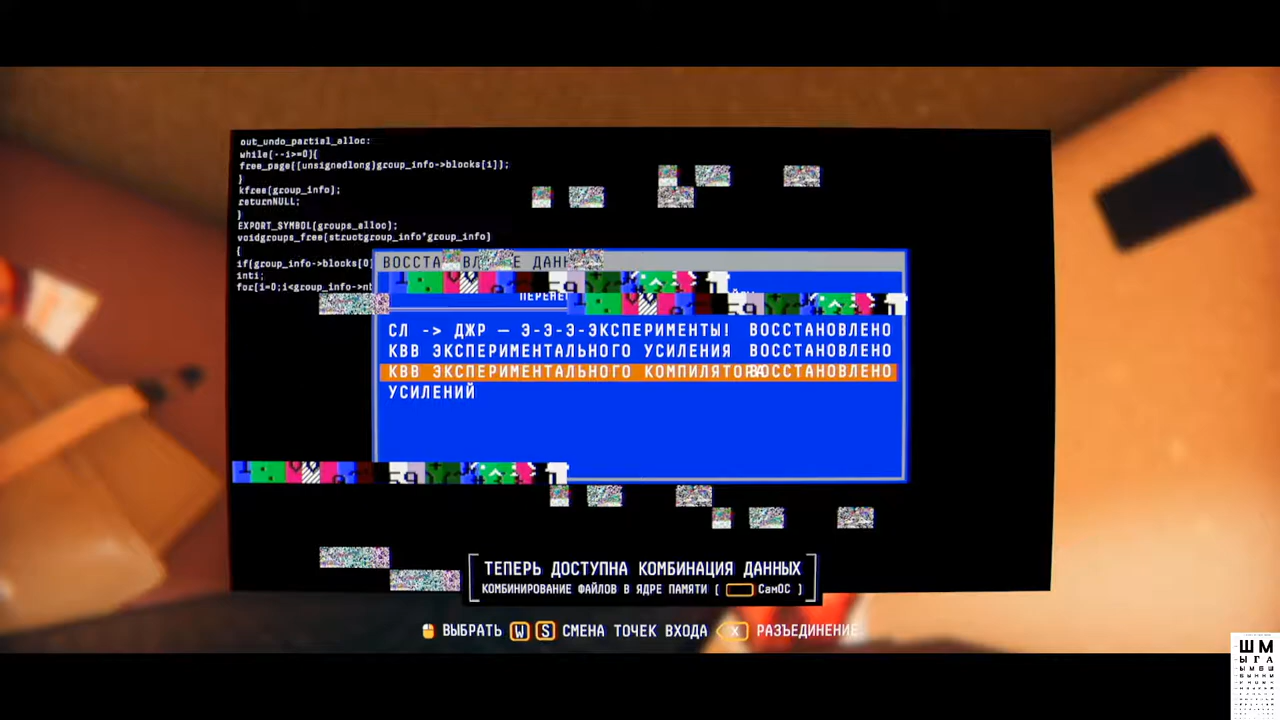 out_undo_partial_alloc:
while(--i>=0){
free_page((unsignedlong)group_info->blocks[i]);
}
kfree(group_info);
returnNULL;
}
EXPORT_SYMBOL(groups_alloc);
voidgroups_free(structgroup_info*group_info)
{
if(group_info->blocks[0]
inti;
for(i=0;i<group_info->n
СЛ -> ДЖР — Э-Э-Э-ЭКСПЕРИМЕНТЫ! ВОССТАНОВЛЕНО
КВВ ЭКСПЕРИМЕНТАЛЬНОГО УСИЛЕНИЯ ВОССТАНОВЛЕНО
КВВ ЭКСПЕРИМЕНТАЛЬНОГО КОМПИЛЯТОРА ВОССТАНОВЛЕНО
УСИЛЕНИЙ
ТЕПЕРЬ ДОСТУПНА КОМБИНАЦИЯ ДАННЫХ
КОМБИНИРОВАНИЕ ФАЙЛОВ В ЯДРЕ ПАМЯТИ [ СамОС ]
ВЫБРАТЬ W S СМЕНА ТОЧЕК ВХОДА X РАЗЪЕДИНЕНИЕ
Ш М
Ы Г А